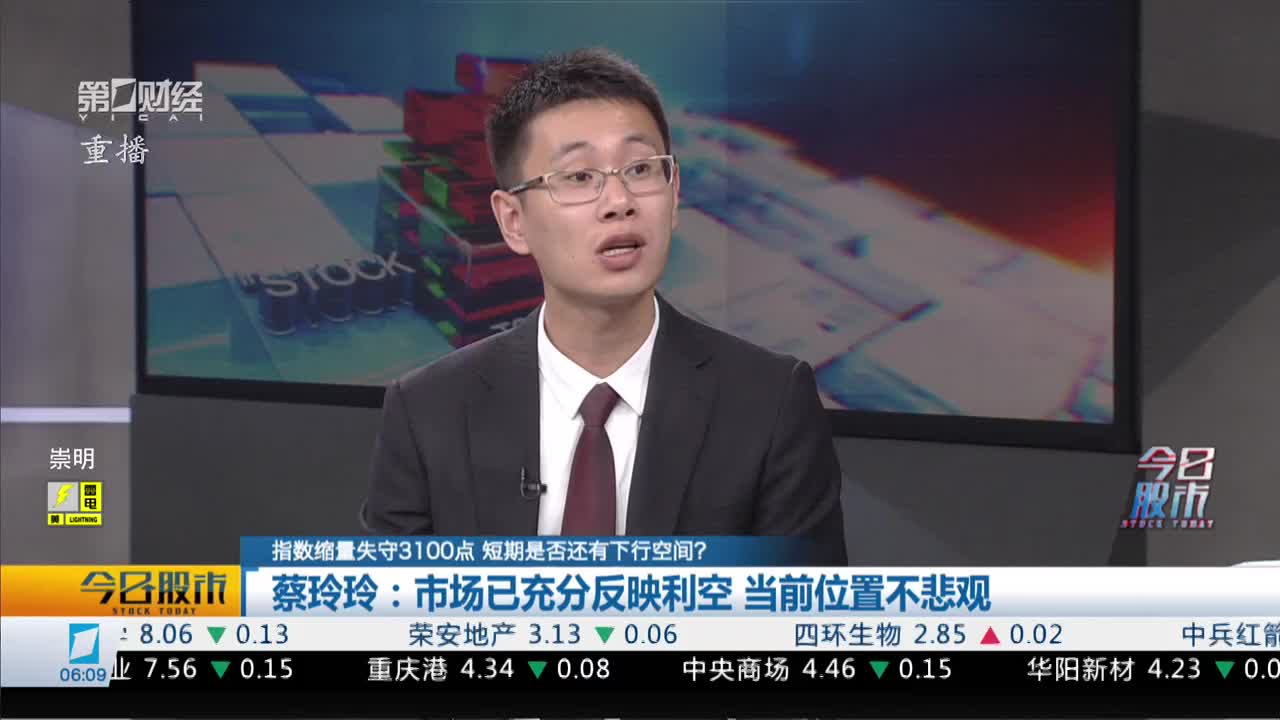 第一财经
YICAI
重播
STOCK
崇明
雷电
黄 LIGHTNING
今日股市
STOCK TODAY
指数缩量失守3100点 短期是否还有下行空间?
今日股市
STOCK TODAY
蔡玲玲：市场已充分反映利空 当前位置不悲观
8.06 ▼ 0.13 荣安地产 3.13 ▼ 0.06 四环生物 2.85 ▲ 0.02 中兵红箭
06:09
业 7.56 ▼ 0.15 重庆港 4.34 ▼ 0.08 中央商场 4.46 ▼ 0.15 华阳新材 4.23 ▼ 0.0